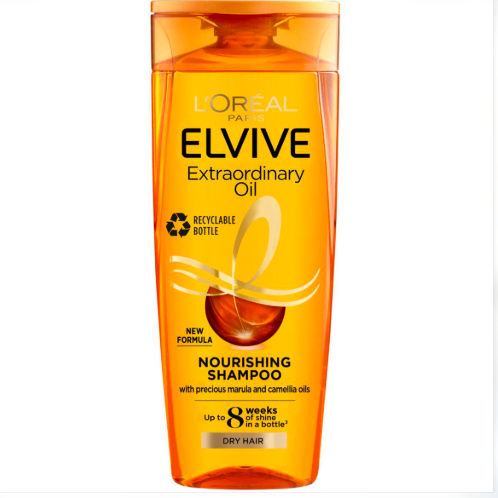 L'ORÉAL
PARIS
ELVIVE
Extraordinary
Oil
RECYCLABLE
BOTTLE
NEW
FORMULA
NOURISHING
SHAMPOO
with precious marula and camellia oils
Up to 8 weeks
of shine
in a bottle²
DRY HAIR